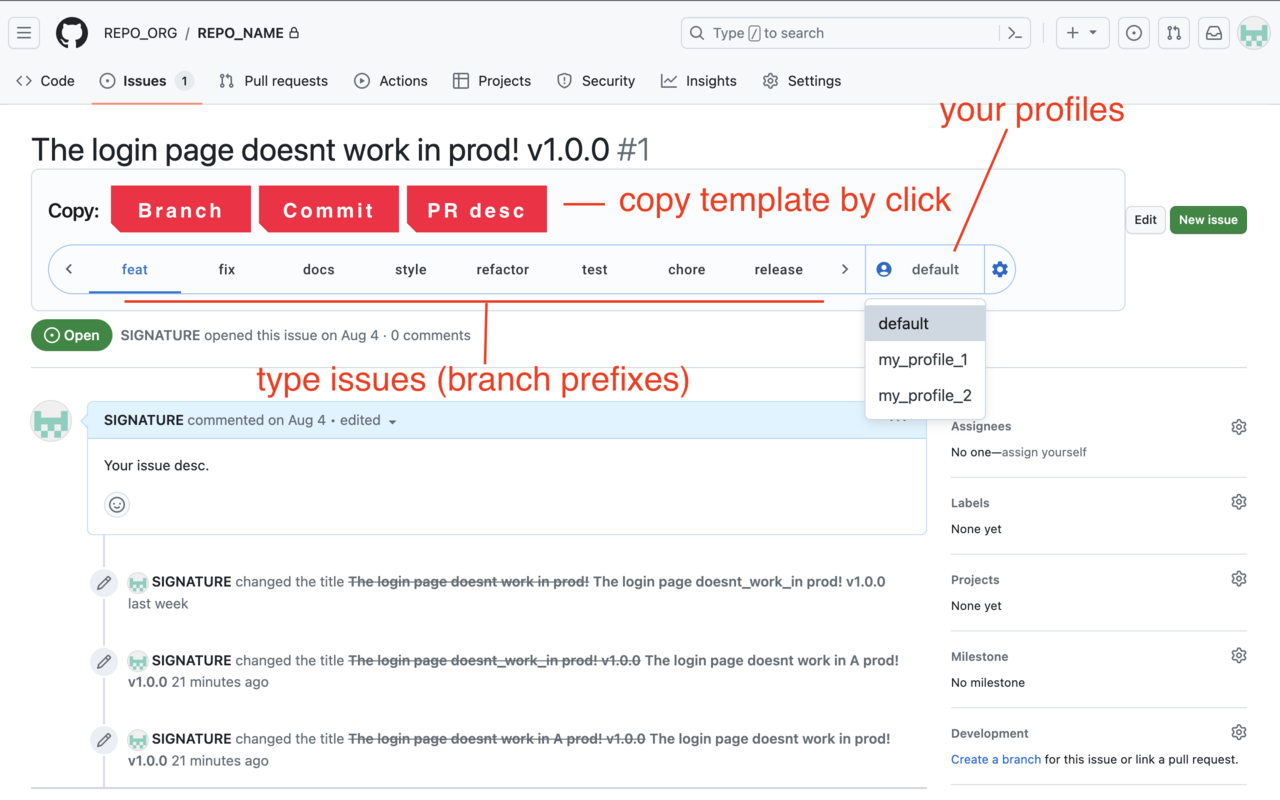 REPO_ORG / REPO_NAME
Type / to search
Code
Issues 1
Pull requests
Actions
Projects
Security
Insights
Settings
your profiles
The login page doesnt work in prod! v1.0.0 #1
Copy:
Branch
Commit
PR desc
copy template by click
Edit
New issue
feat
fix
docs
style
refactor
test
chore
release
default
default
my_profile_1
my_profile_2
Open
SIGNATURE opened this issue on Aug 4 · 0 comments
type issues (branch prefixes)
SIGNATURE commented on Aug 4 • edited
Your issue desc.
SIGNATURE changed the title The login page doesnt work in prod! The login page doesnt_work_in prod! v1.0.0
last week
SIGNATURE changed the title The login page doesnt_work_in prod! v1.0.0 The login page doesnt work in A prod!
v1.0.0 21 minutes ago
SIGNATURE changed the title The login page doesnt work in A prod! v1.0.0 The login page doesnt work in prod!
v1.0.0 21 minutes ago
Assignees
No one—assign yourself
Labels
None yet
Projects
None yet
Milestone
No milestone
Development
Create a branch for this issue or link a pull request.